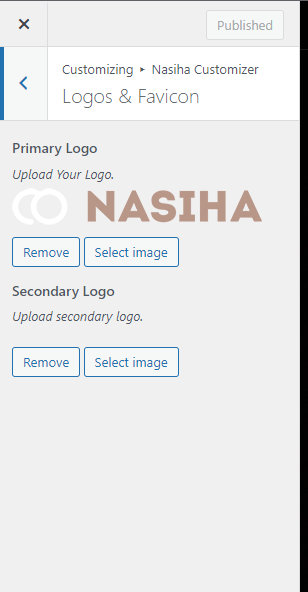 Published
Customizing ▸ Nasiha Customizer
Logos & Favicon
Primary Logo
Upload Your Logo.
NASIHA
Remove
Select image
Secondary Logo
Upload secondary logo.
Remove
Select image